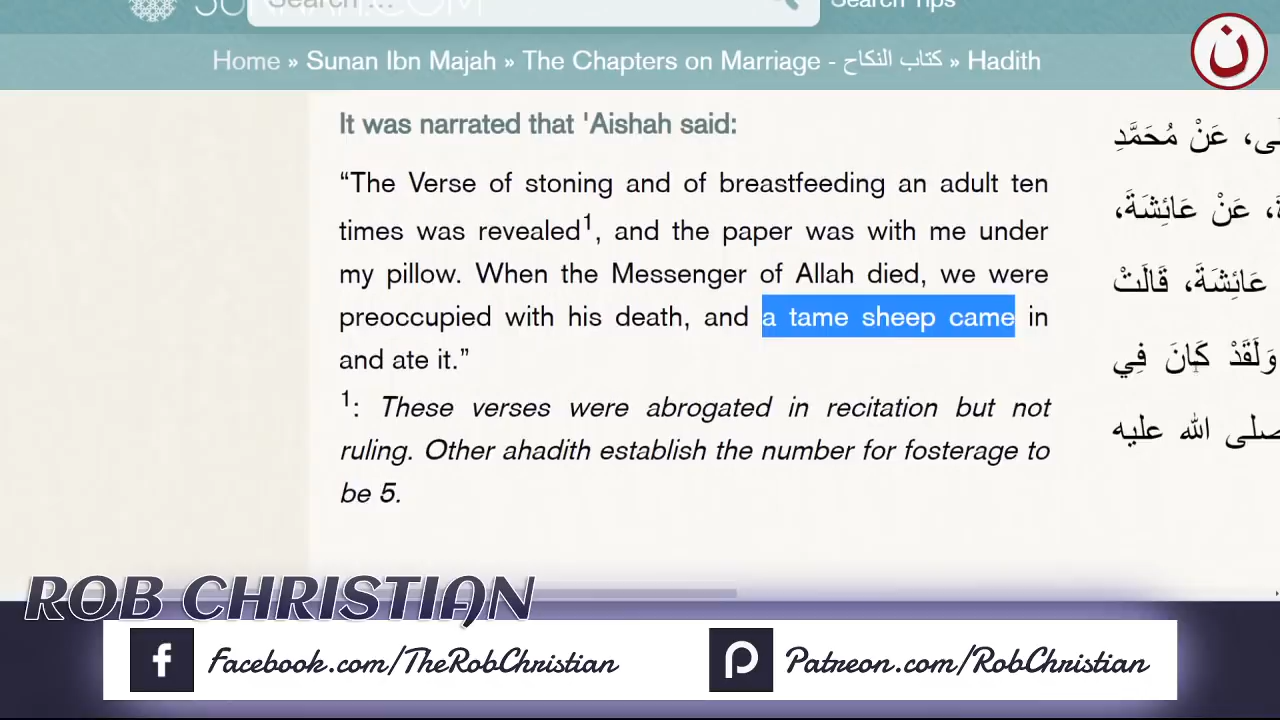 SUNNAH.COM
Search …
Search Tips
Home » Sunan Ibn Majah » The Chapters on Marriage - كتاب النكاح » Hadith
ن
It was narrated that 'Aishah said:
“The Verse of stoning and of breastfeeding an adult ten
times was revealed1, and the paper was with me under
my pillow. When the Messenger of Allah died, we were
preoccupied with his death, and a tame sheep came in
and ate it.”
1: These verses were abrogated in recitation but not
ruling. Other ahadith establish the number for fosterage to
be 5.
عَنْ مُحَمَّدِ
عَنْ عَائِشَةَ،
عَائِشَةَ، قَالَتْ
وَلَقَدْ كَانَ فِي
صلى الله عليه
ROB CHRISTIAN
f Facebook.com/TheRobChristian
Patreon.com/RobChristian